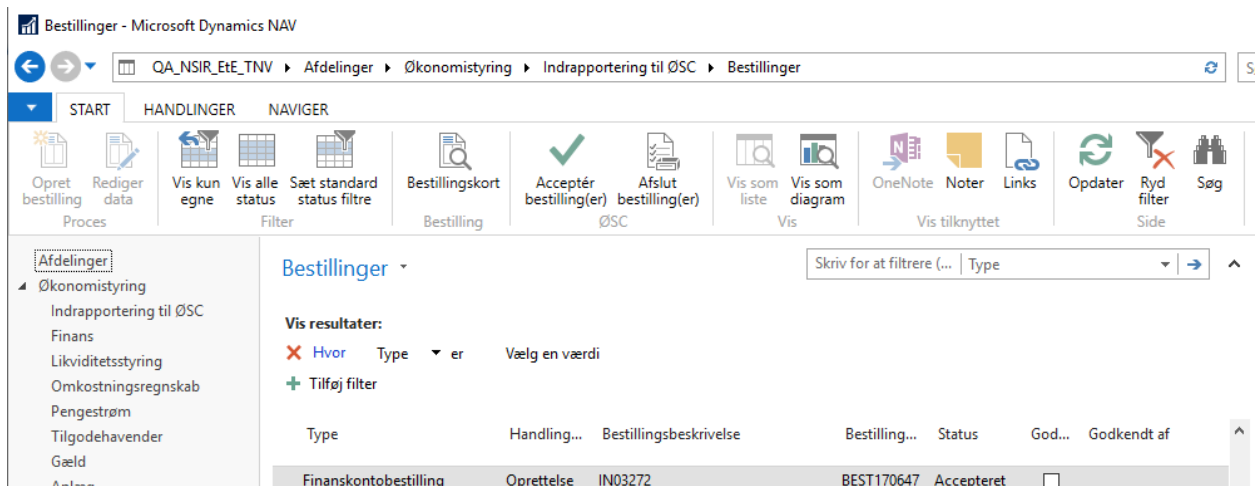 Bestillinger - Microsoft Dynamics NAV
QA_NSIR_EtE_TNV Afdelinger Økonomistyring Indrapportering til ØSC Bestillinger
START HANDLINGER NAVIGER
Opret bestilling Rediger data Vis kun egne Vis alle status Sæt standard status filtre Bestillingskort Acceptér bestilling(er) Afslut bestilling(er) Vis som liste Vis som diagram OneNote Noter Links Opdater Ryd filter Søg
Proces Filter Bestilling ØSC Vis Vis tilknyttet Side
Afdelinger
Økonomistyring
Indrapportering til ØSC
Finans
Likviditetsstyring
Omkostningsregnskab
Pengestrøm
Tilgodehavender
Gæld
Bestillinger
Skriv for at filtrere (... Type
Vis resultater:
Hvor Type er Vælg en værdi
Tilføj filter
Type Handling... Bestillingsbeskrivelse Bestilling... Status God... Godkendt af
Finanskontobestilling Oprettelse IN03272 BEST170647 Accepteret